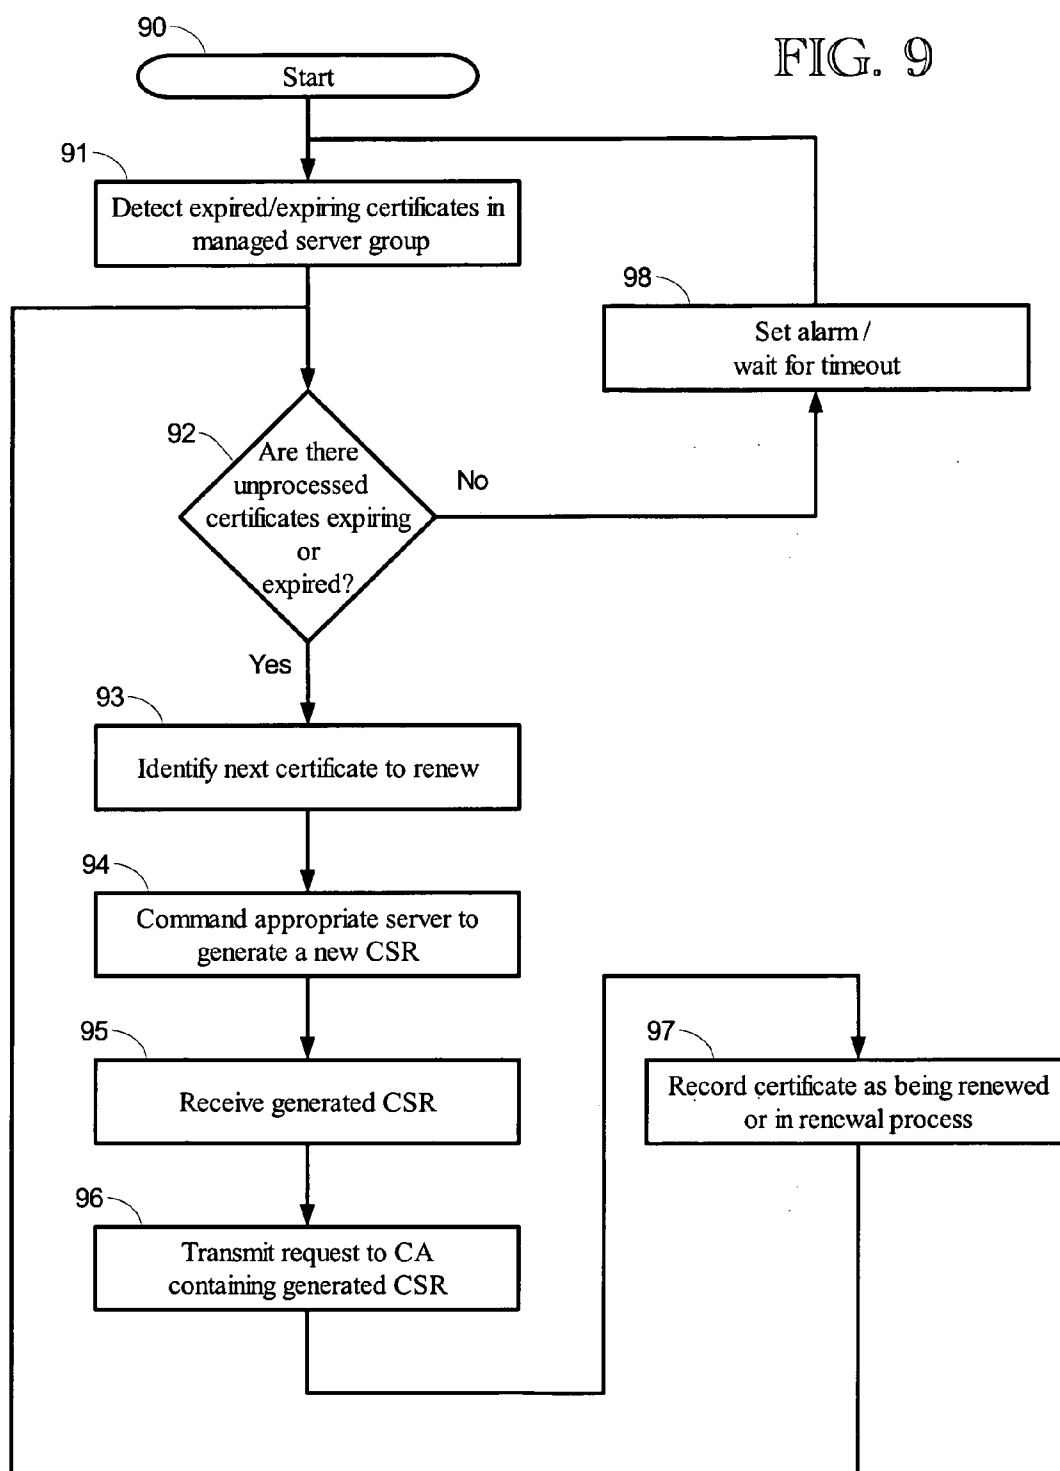 FIG. 9
90
Start
91
Detect expired/expiring certificates in
managed server group
98
Set alarm /
wait for timeout
92
Are there
unprocessed
certificates expiring
or
expired?
No
Yes
93
Identify next certificate to renew
94
Command appropriate server to
generate a new CSR
95
Receive generated CSR
97
Record certificate as being renewed
or in renewal process
96
Transmit request to CA
containing generated CSR